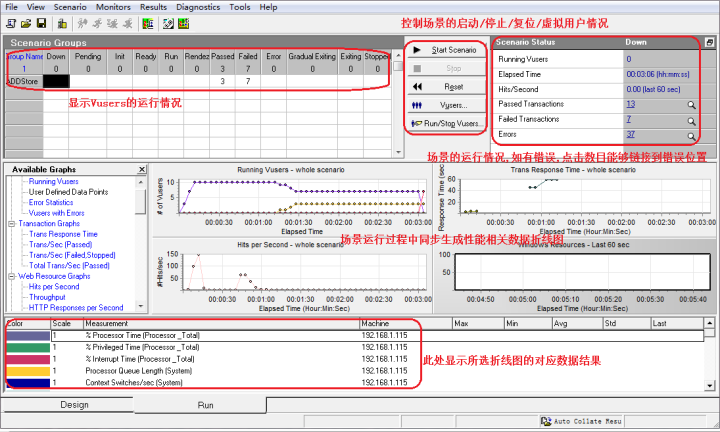 File View Scenario Monitors Results Diagnostics Tools Help
控制场景的启动/停止/复位/虚拟用户情况
Scenario Groups
Group Name Down Pending Init Ready Run Rendez Passed Failed Error Gradual Exiting Exiting Stopped
1 0 0 0 0 0 0 3 7 0 0 0 0
ADDStore 3 7
显示Vusers的运行情况
Start Scenario
Stop
Reset
Vusers...
Run/Stop Vusers...
Scenario Status Down
Running Vusers 0
Elapsed Time 00:03:06 (hh:mm:ss)
Hits/Second 0.00 (last 60 sec)
Passed Transactions 13
Failed Transactions 7
Errors 37
场景的运行情况,如有错误,点击数目能够链接到错误位置
Available Graphs
Running Vusers
User Defined Data Points
Error Statistics
Vusers with Errors
Transaction Graphs
Trans Response Time
Trans/Sec (Passed)
Trans/Sec (Failed,Stopped)
Total Trans/Sec (Passed)
Web Resource Graphs
Hits per Second
Throughput
HTTP Responses per Second
Running Vusers - whole scenario
# of Vusers
10
5
0
00:00:30 00:01:00 00:01:30 00:02:00 00:02:30 00:03:00
Elapsed Time
Trans Response Time - whole scenario
Response Time (sec)
60
40
20
0
00:00:30 00:01:00 00:01:30 00:02:00 00:02:30 00:03:00
Elapsed Time (Hour:Min:Sec)
场景运行过程中同步生成性能相关数据折线图
Hits per Second - whole scenario
#Hits/sec
150
100
50
0
00:00:30 00:01:00 00:01:30 00:02:00 00:02:30 00:03:00
Elapsed Time (Hour:Min:Sec)
Windows Resources - Last 60 sec
100
50
0
00:04:50 00:05:00 00:05:10 00:05:20 00:05:30 00:05:40
Elapsed Time (Hour:Min:Sec)
Color Scale Measurement Machine Max Min Avg Std Last
1 % Processor Time (Processor _Total) 192.168.1.115
1 % Privileged Time (Processor _Total) 192.168.1.115
1 % Interrupt Time (Processor _Total) 192.168.1.115
1 Processor Queue Length (System) 192.168.1.115
1 Context Switches/sec (System) 192.168.1.115
此处显示所选折线图的对应数据结果
Design Run
Auto Collate Resu